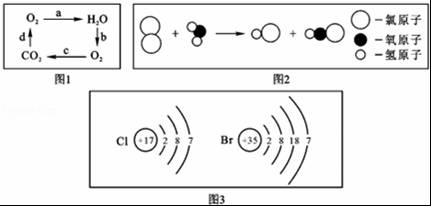 O₂ a H₂O
d b
CO₂ c O₂
图1
+ +
—氯原子
—氧原子
—氢原子
图2
Cl +17 2 8 7 Br +35 2 8 18 7
图3